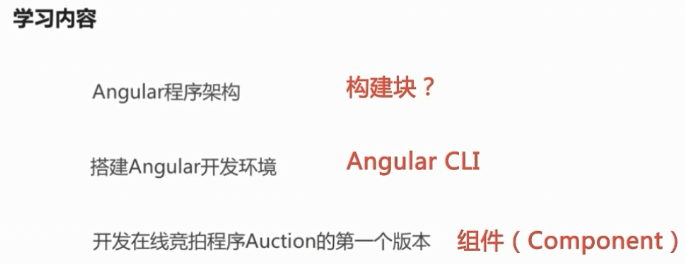 学习内容
Angular程序架构 构建块？
搭建Angular开发环境 Angular CLI
开发在线竞拍程序Auction的第一个版本 组件（Component）